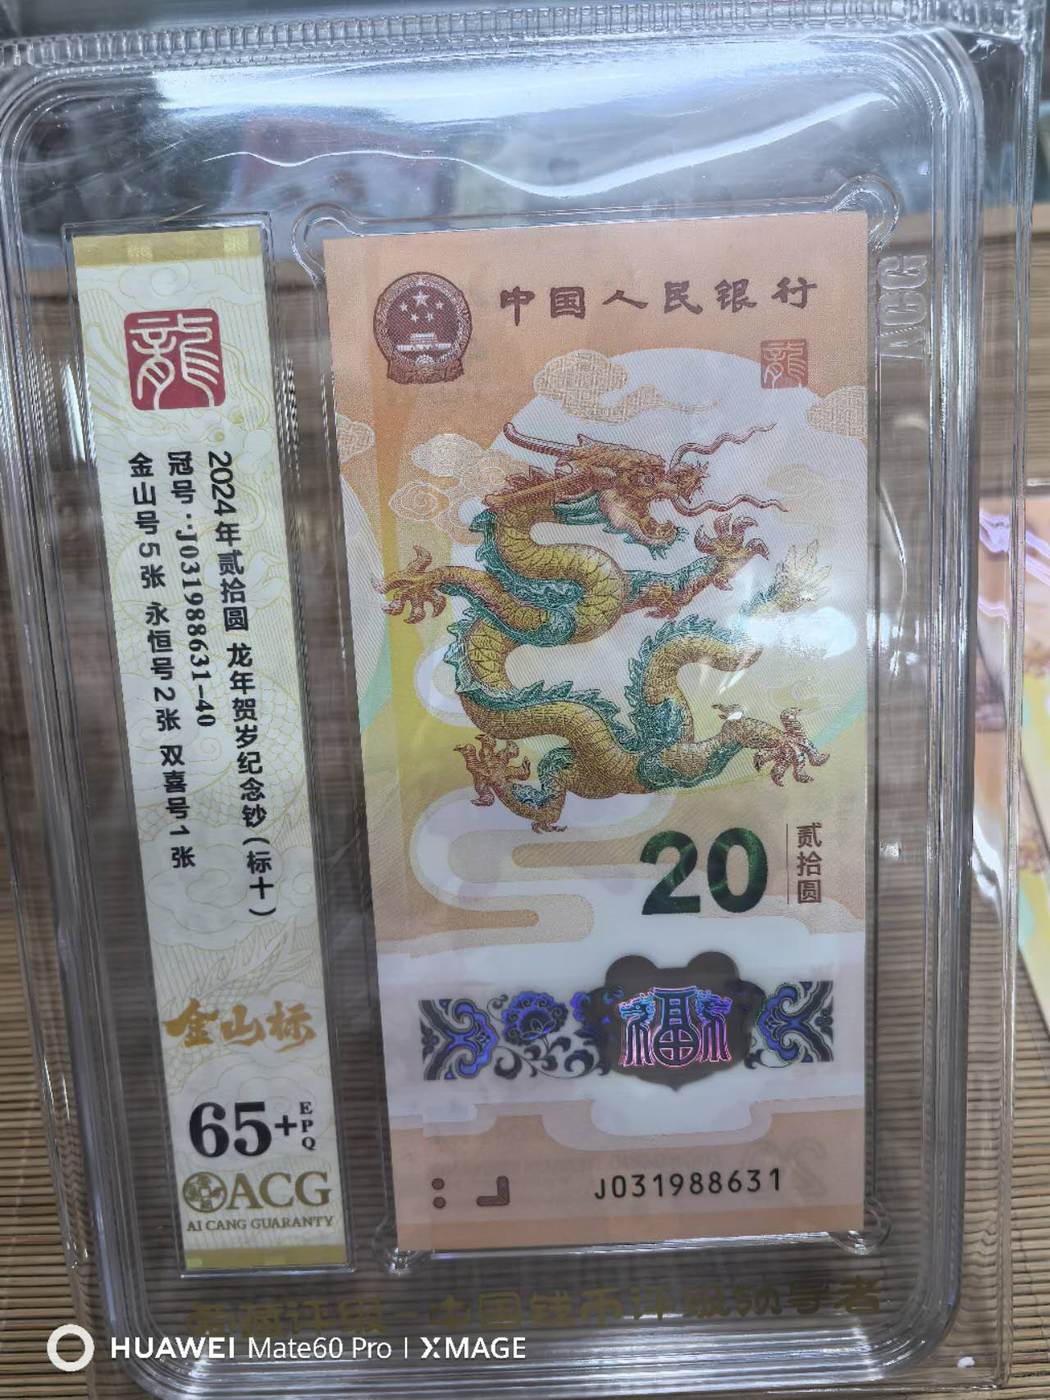 龍
2024年贰拾圆 龙年贺岁纪念钞(标十)
冠号:J031988631-40
金山号5张 永恒号2张 双喜号1张
金山标
65+EPQ
ACG
AI CANG GUARANTY
中国人民银行
龍
20
贰拾圆
福
J031988631
ACG
HUAWEI Mate60 Pro | XMAGE